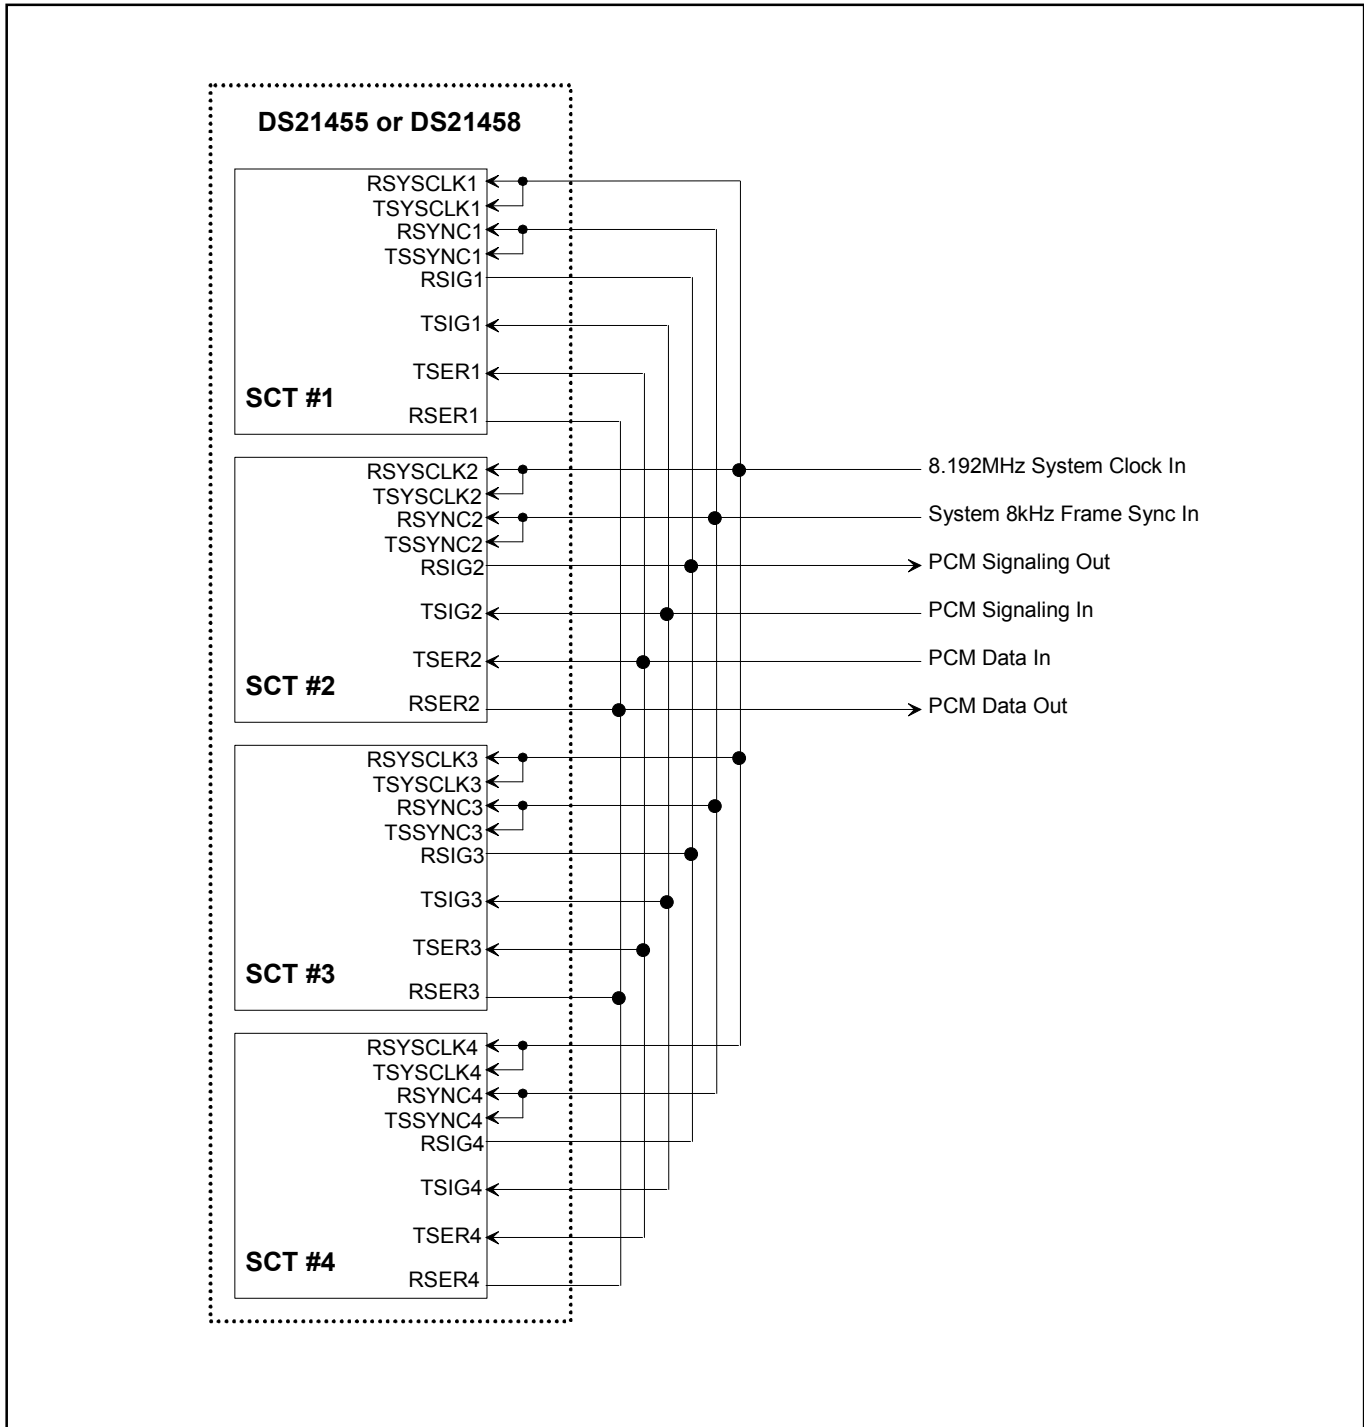 DS21455 or DS21458
RSYSCLK1
TSYSCLK1
RSYNC1
TSSYNC1
RSIG1
TSIG1
TSER1
SCT #1
RSER1
RSYSCLK2
TSYSCLK2
RSYNC2
TSSYNC2
RSIG2
TSIG2
TSER2
SCT #2
RSER2
8.192MHz System Clock In
System 8kHz Frame Sync In
PCM Signaling Out
PCM Signaling In
PCM Data In
PCM Data Out
RSYSCLK3
TSYSCLK3
RSYNC3
TSSYNC3
RSIG3
TSIG3
TSER3
SCT #3
RSER3
RSYSCLK4
TSYSCLK4
RSYNC4
TSSYNC4
RSIG4
TSIG4
TSER4
SCT #4
RSER4